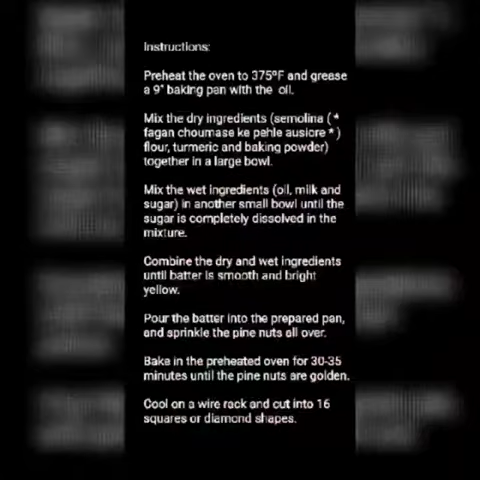 Instructions:
Preheat the oven to 375ºF and grease
a 9" baking pan with the oil.
Mix the dry ingredients (semolina ( *
fagan choumase ke pehle ausiore * )
flour, turmeric and baking powder)
together in a large bowl.
Mix the wet ingredients (oil, milk and
sugar) in another small bowl until the
sugar is completely dissolved in the
mixture.
Combine the dry and wet ingredients
until batter is smooth and bright
yellow.
Pour the batter into the prepared pan,
and sprinkle the pine nuts all over.
Bake in the preheated oven for 30-35
minutes until the pine nuts are golden.
Cool on a wire rack and cut into 16
squares or diamond shapes.